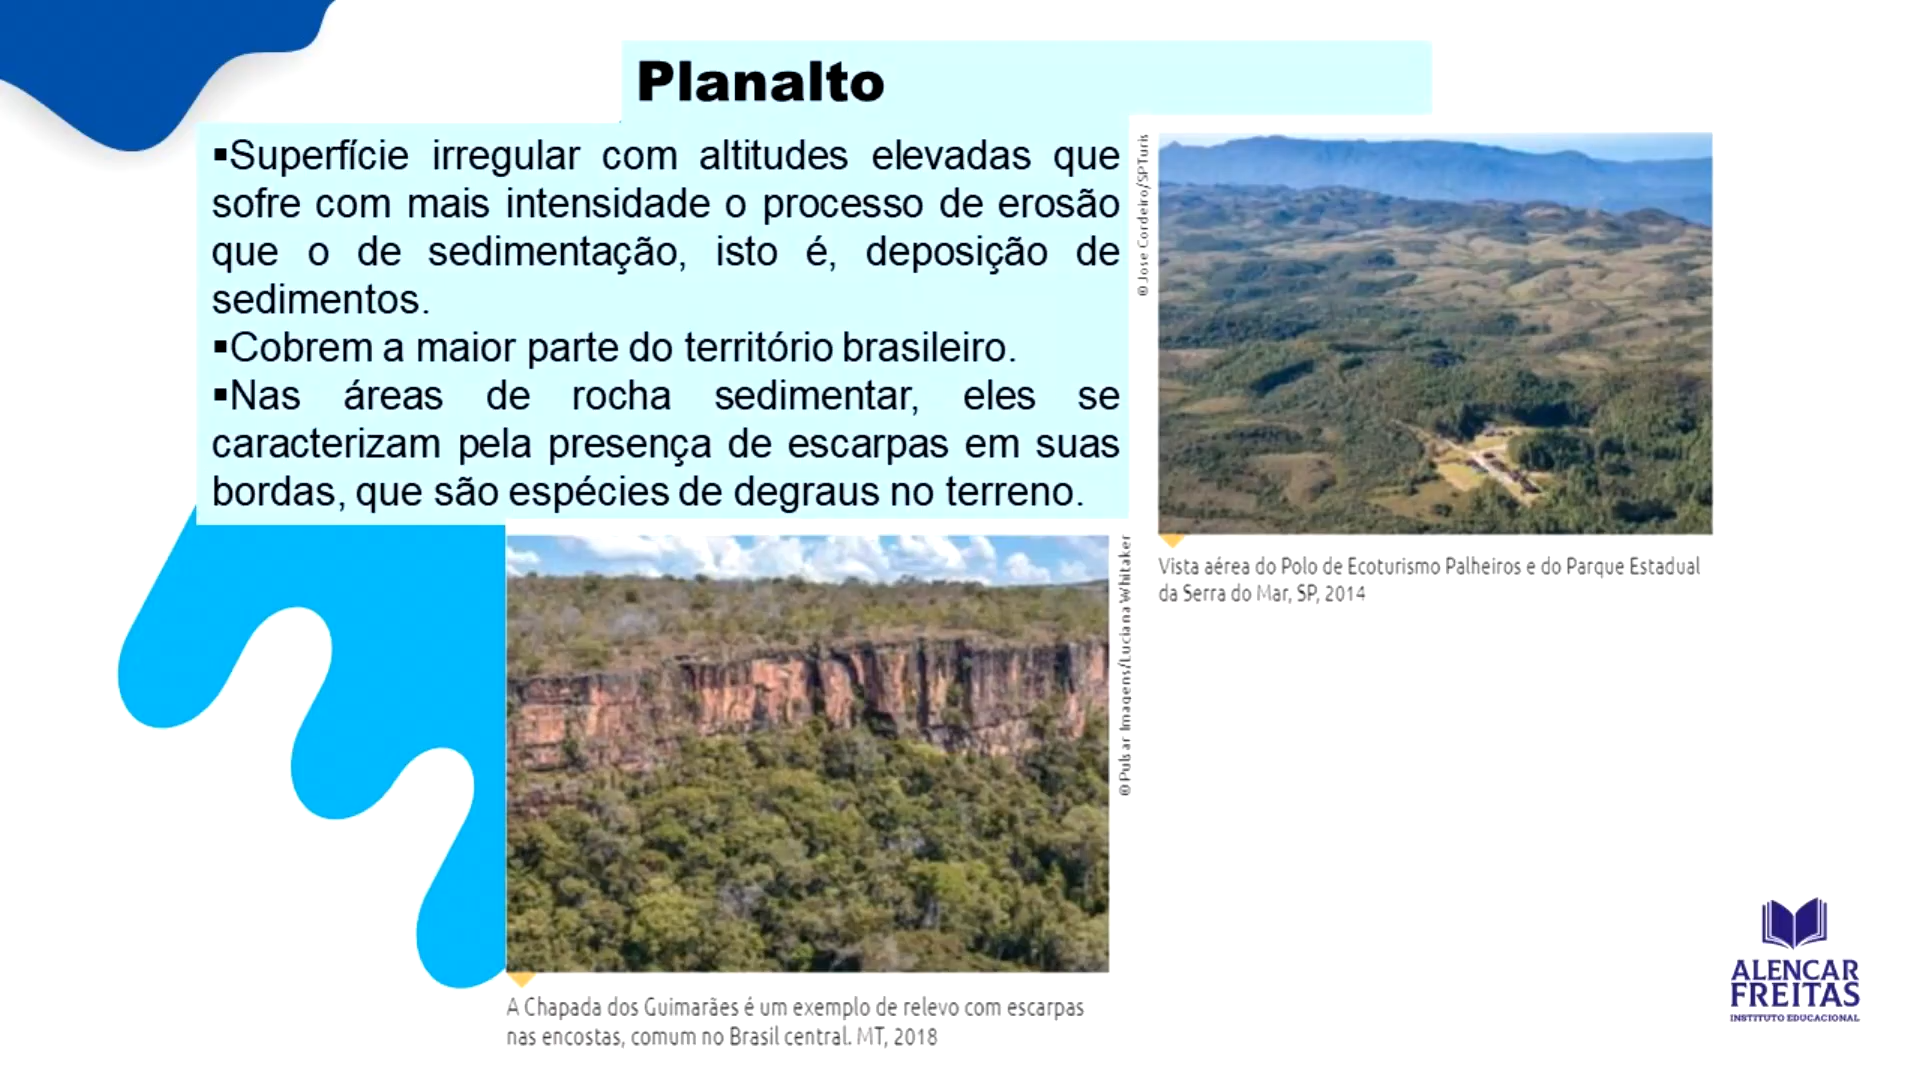 Planalto
▪Superfície irregular com altitudes elevadas que
sofre com mais intensidade o processo de erosão
que o de sedimentação, isto é, deposição de
sedimentos.
▪Cobrem a maior parte do território brasileiro.
▪Nas áreas de rocha sedimentar, eles se
caracterizam pela presença de escarpas em suas
bordas, que são espécies de degraus no terreno.
© Jose Cordeiro/SPTuris
Vista aérea do Polo de Ecoturismo Palheiros e do Parque Estadual
da Serra do Mar, SP, 2014
©Pulsar Imagens/Luciana Whitaker
A Chapada dos Guimarães é um exemplo de relevo com escarpas
nas encostas, comum no Brasil central. MT, 2018
ALENCAR
FREITAS
INSTITUTO EDUCACIONAL